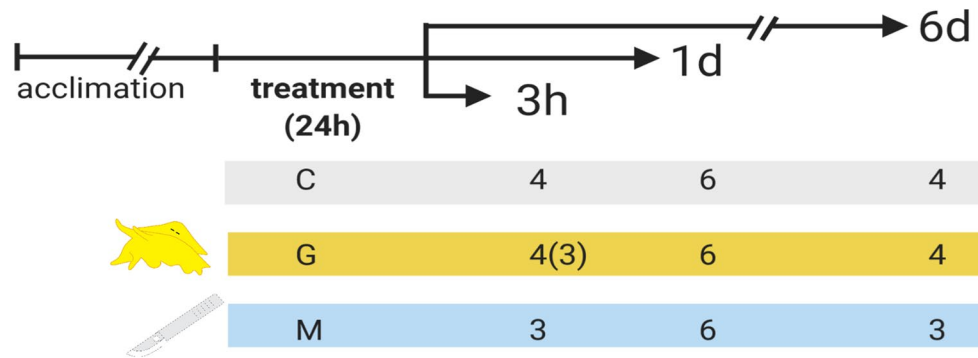 6d
1d
acclimation
treatment
(24h)
3h
C 4 6 4
G 4(3) 6 4
M 3 6 3